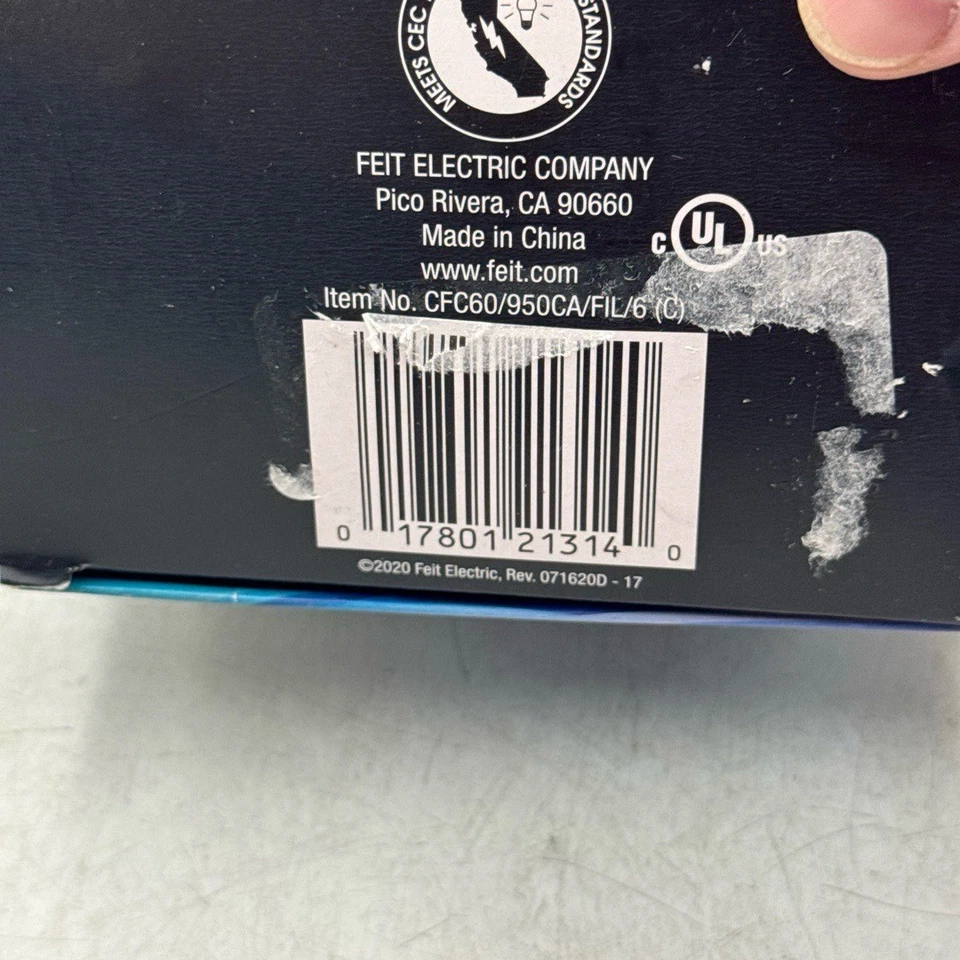 MEETS CEC
STANDARDS
FEIT ELECTRIC COMPANY
Pico Rivera, CA 90660
Made in China
www.feit.com
C UL US
Item No. CFC60/950CA/FIL/6 (C)
0 17801 21314 0
©2020 Feit Electric, Rev. 071620D - 17